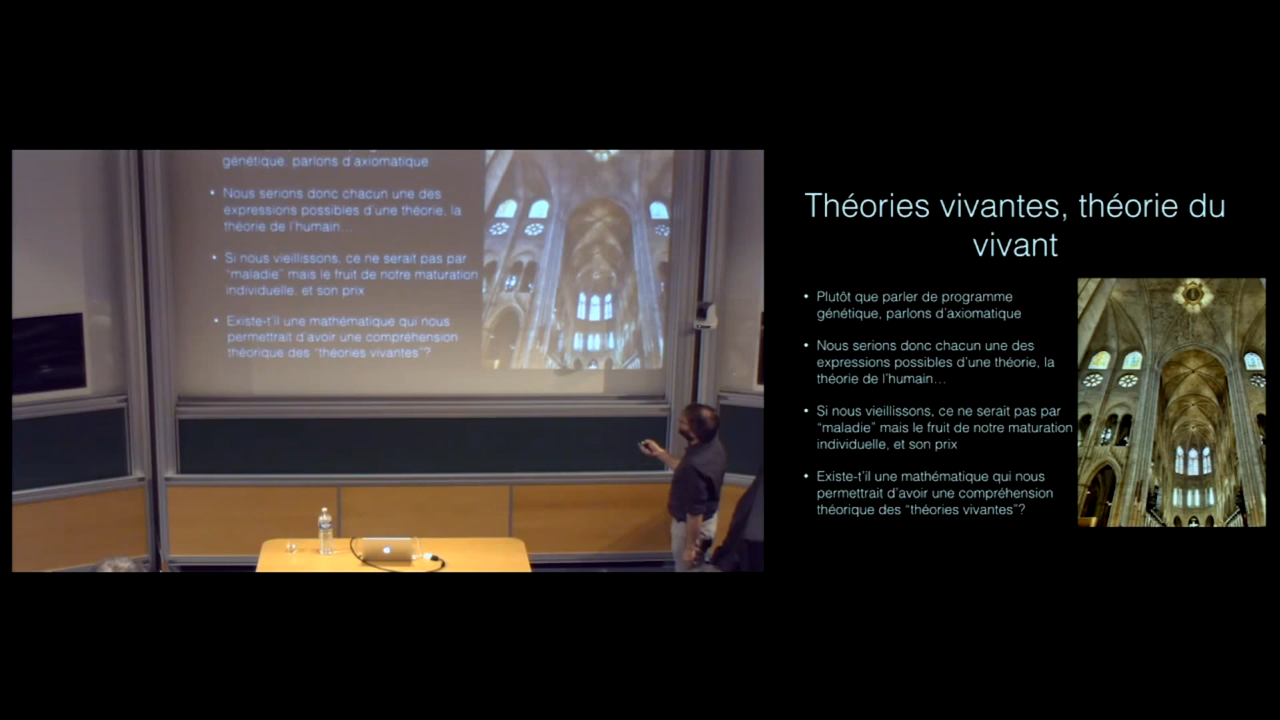 génétique, parlons d'axiomatique
• Nous serions donc chacun une des
expressions possibles d'une théorie, la
théorie de l'humain…
• Si nous vieillissons, ce ne serait pas par
“maladie” mais le fruit de notre maturation
individuelle, et son prix
• Existe-t'il une mathématique qui nous
permettrait d'avoir une compréhension
théorique des “théories vivantes”?
Théories vivantes, théorie du
vivant
• Plutôt que parler de programme
génétique, parlons d'axiomatique
• Nous serions donc chacun une des
expressions possibles d'une théorie, la
théorie de l'humain…
• Si nous vieillissons, ce ne serait pas par
“maladie” mais le fruit de notre maturation
individuelle, et son prix
• Existe-t'il une mathématique qui nous
permettrait d'avoir une compréhension
théorique des “théories vivantes”?